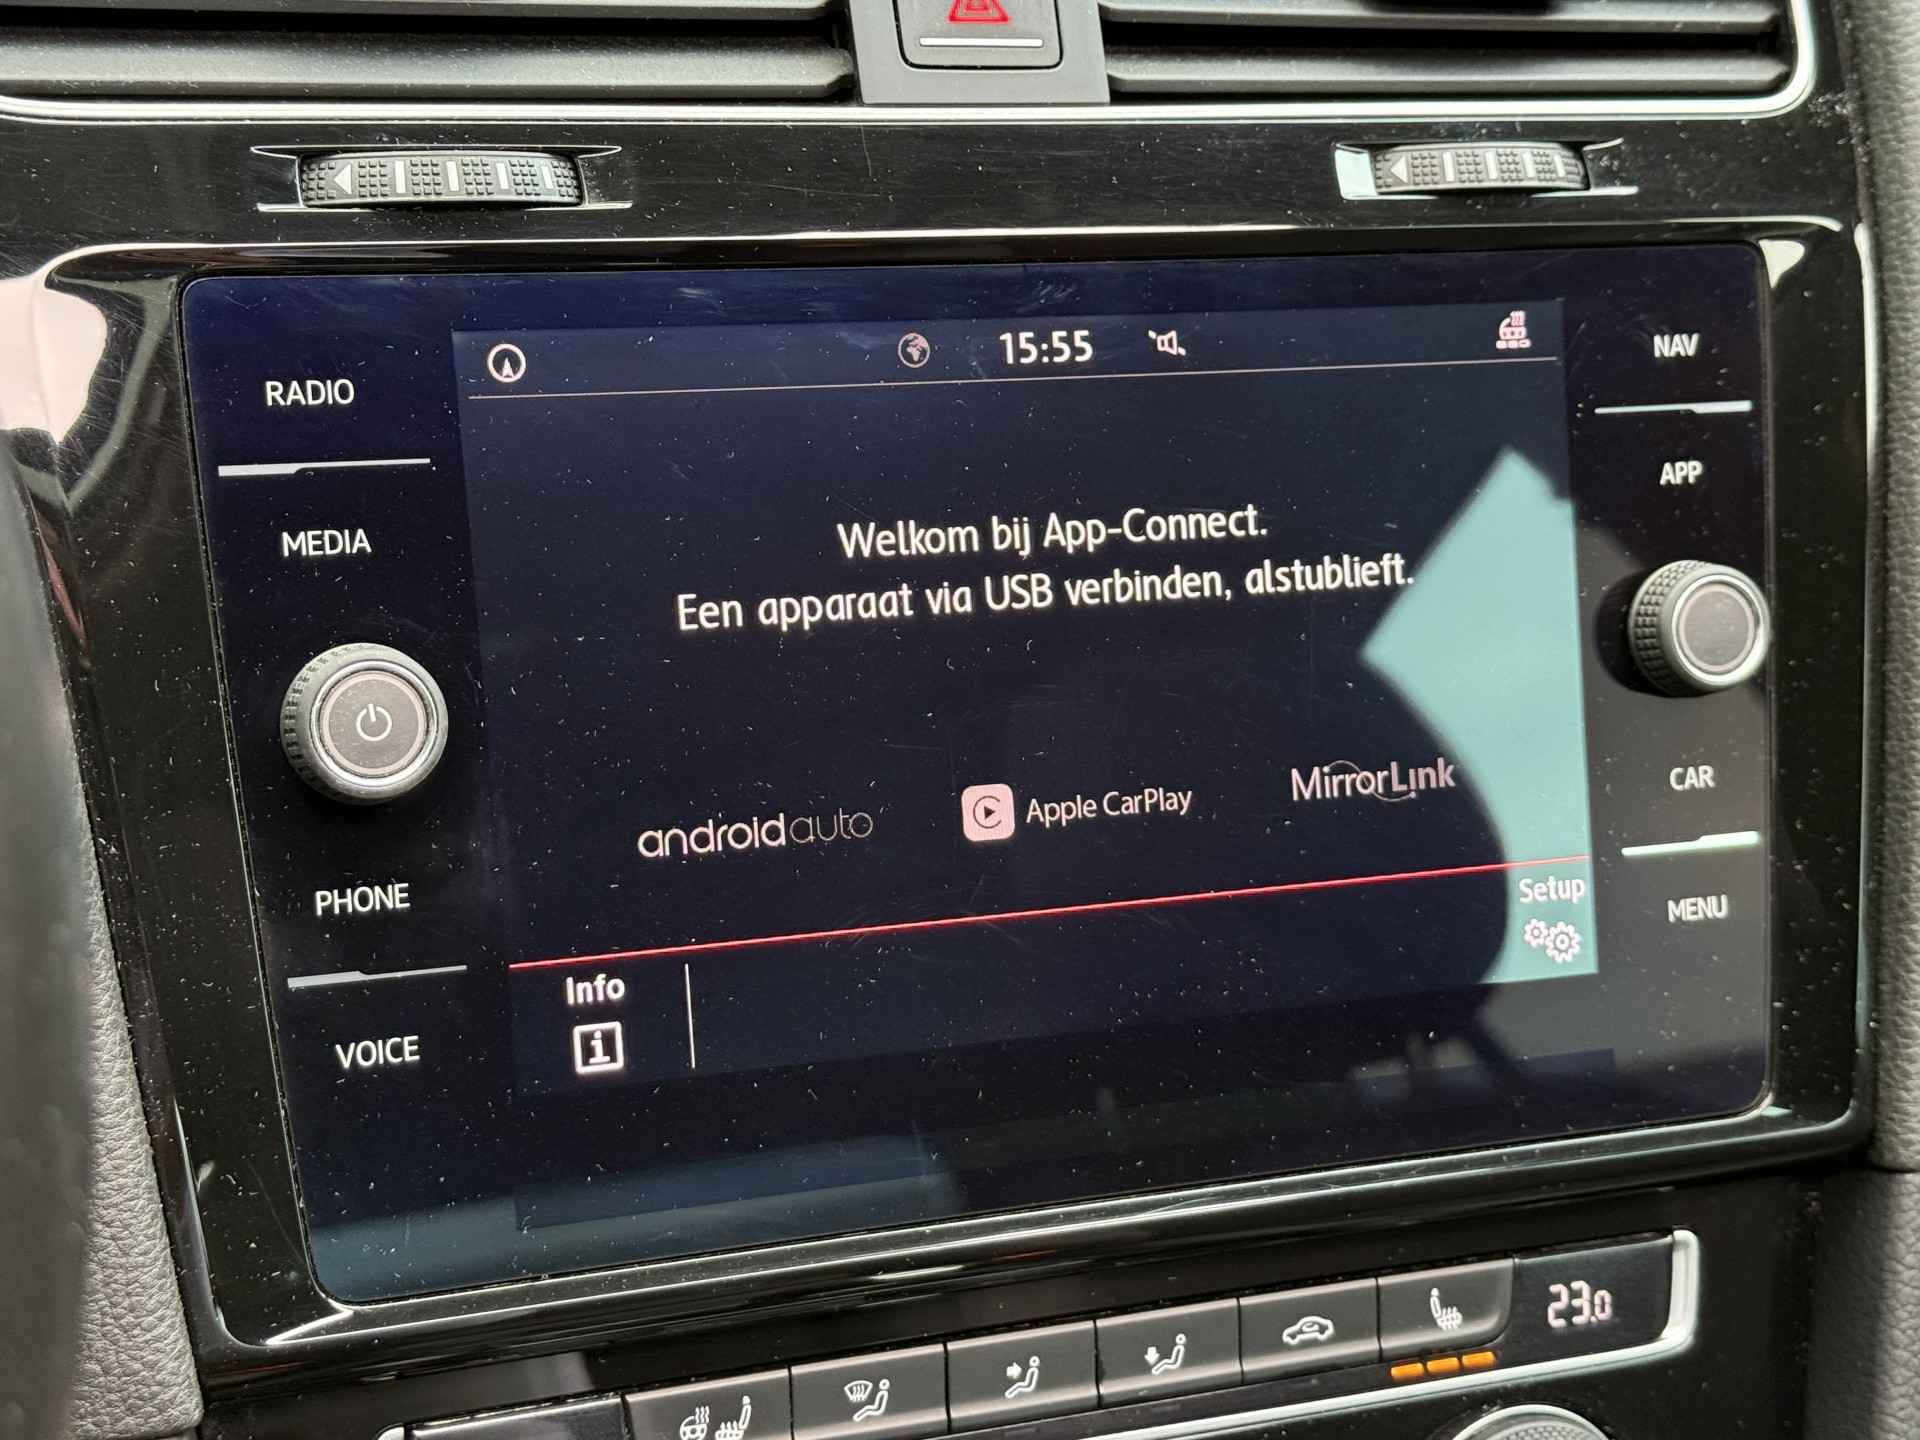 RADIO
MEDIA
PHONE
VOICE
15:55
Welkom bij App-Connect.
Een apparaat via USB verbinden, alstublieft.
androidauto
Apple CarPlay
MirrorLink
Info
i
Setup
NAV
APP
CAR
MENU
23.0